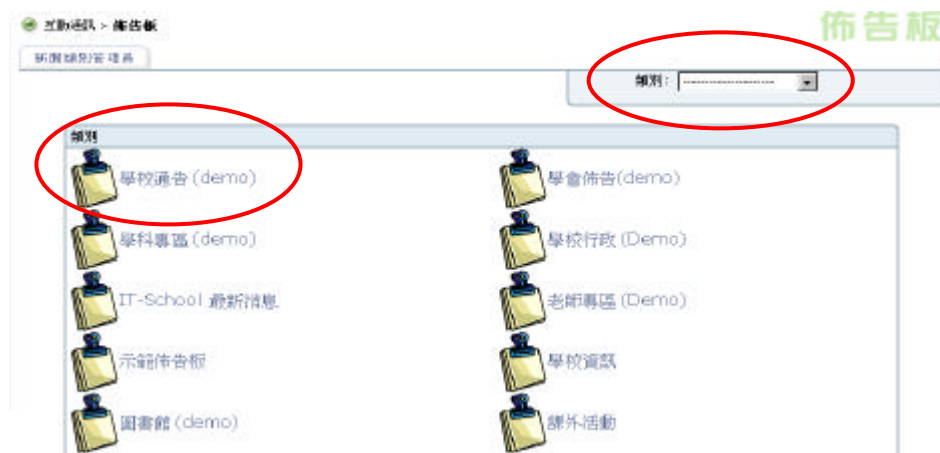 互動通訊 > 佈告板
佈告板
新聞類別管理員
類別: ----------------------
類別
學校通告 (demo)
學會佈告(demo)
學科專區 (demo)
學校行政 (Demo)
IT-School 最新消息
老師專區 (Demo)
示範佈告板
學校資訊
圖書館 (demo)
課外活動